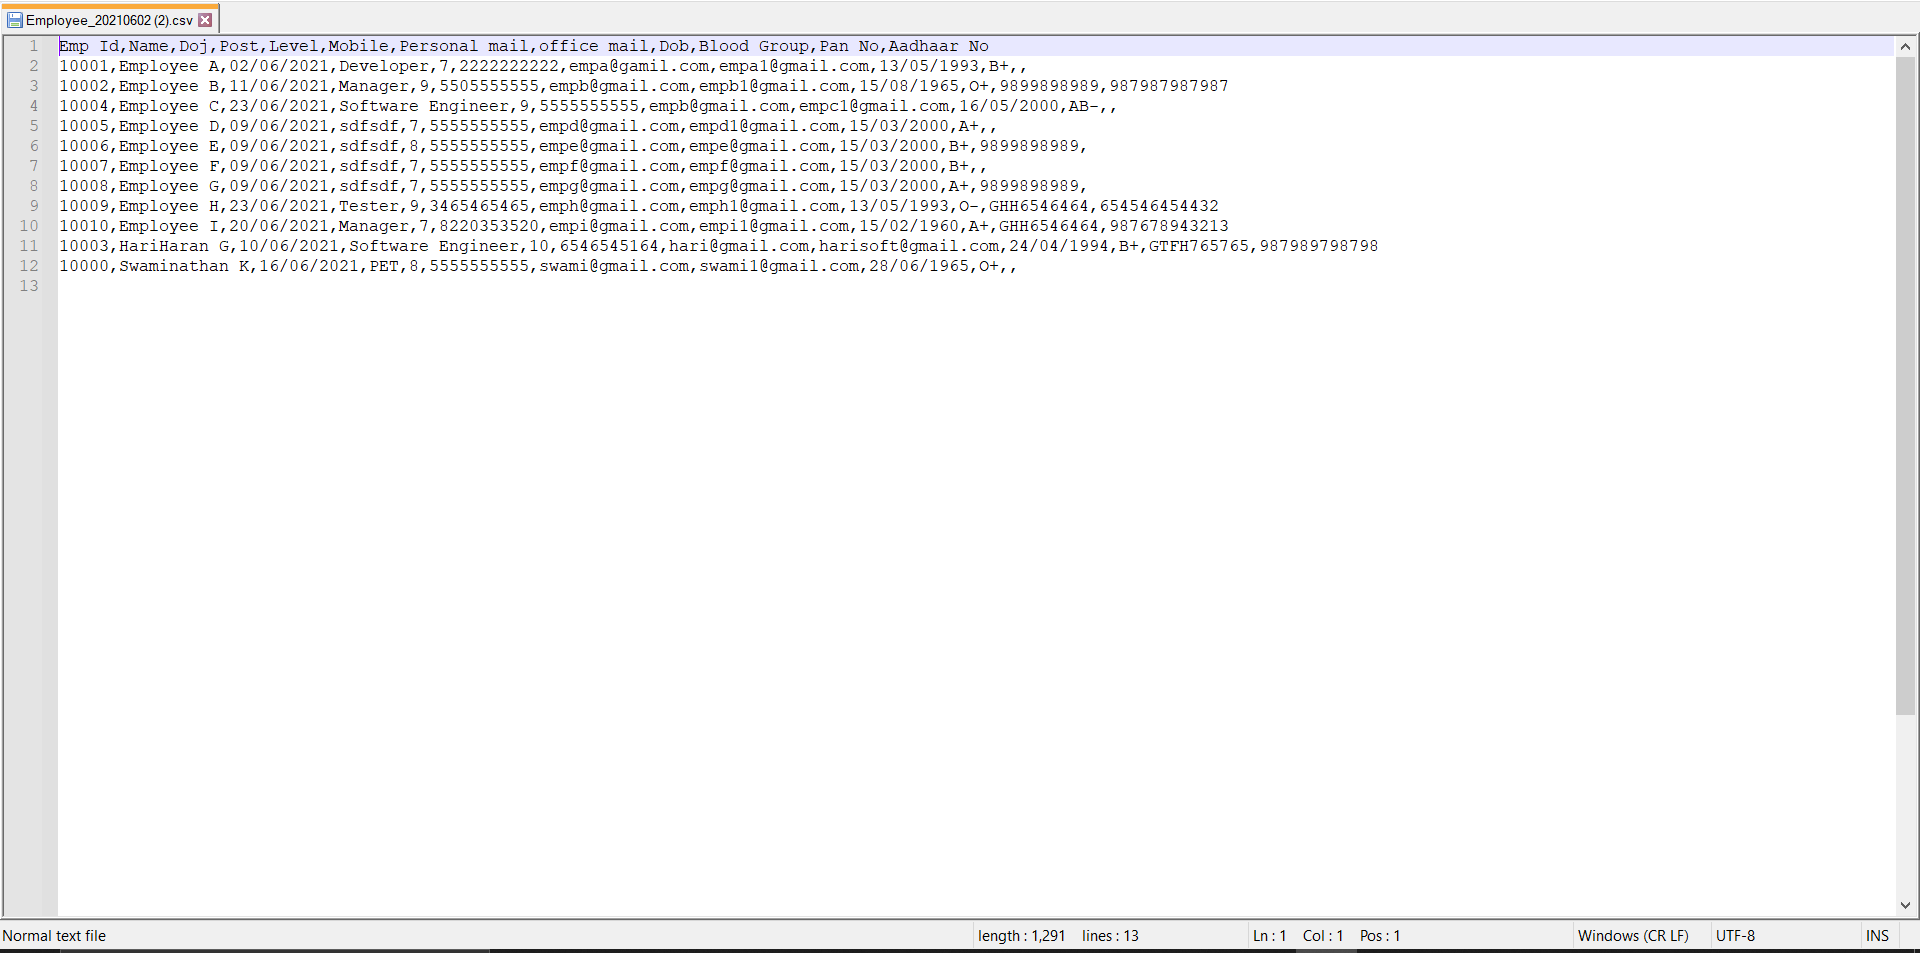 Employee_20210602 (2).csv
1 Emp Id,Name,Doj,Post,Level,Mobile,Personal mail,office mail,Dob,Blood Group,Pan No,Aadhaar No
2 10001,Employee A,02/06/2021,Developer,7,2222222222,empa@gamil.com,empa1@gmail.com,13/05/1993,B+,,
3 10002,Employee B,11/06/2021,Manager,9,5505555555,empb@gmail.com,empb1@gmail.com,15/08/1965,O+,9899898989,987987987987
4 10004,Employee C,23/06/2021,Software Engineer,9,5555555555,empb@gmail.com,empc1@gmail.com,16/05/2000,AB-,,
5 10005,Employee D,09/06/2021,sdfsdf,7,5555555555,empd@gmail.com,empd1@gmail.com,15/03/2000,A+,,
6 10006,Employee E,09/06/2021,sdfsdf,8,5555555555,empe@gmail.com,empe@gmail.com,15/03/2000,B+,9899898989,
7 10007,Employee F,09/06/2021,sdfsdf,7,5555555555,empf@gmail.com,empf@gmail.com,15/03/2000,B+,,
8 10008,Employee G,09/06/2021,sdfsdf,7,5555555555,empg@gmail.com,empg@gmail.com,15/03/2000,A+,9899898989,
9 10009,Employee H,23/06/2021,Tester,9,3465465465,emph@gmail.com,emph1@gmail.com,13/05/1993,O-,GHH6546464,654546454432
10 10010,Employee I,20/06/2021,Manager,7,8220353520,empi@gmail.com,empi1@gmail.com,15/02/1960,A+,GHH6546464,987678943213
11 10003,HariHaran G,10/06/2021,Software Engineer,10,6546545164,hari@gmail.com,harisoft@gmail.com,24/04/1994,B+,GTFH765765,987989798798
12 10000,Swaminathan K,16/06/2021,PET,8,5555555555,swami@gmail.com,swami1@gmail.com,28/06/1965,O+,,
13
Normal text file length : 1,291 lines : 13 Ln : 1 Col : 1 Pos : 1 Windows (CR LF) UTF-8 INS